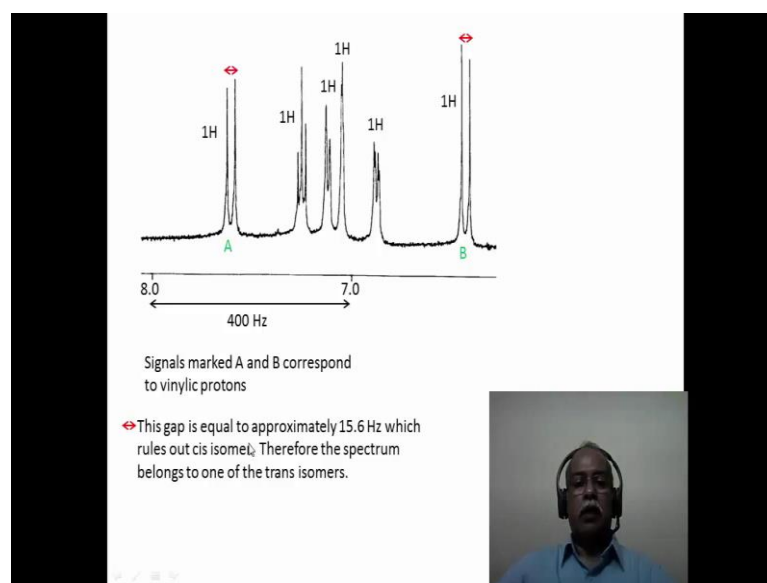 1H
1H
1H
1H
1H
1H
A
B
8.0
7.0
400 Hz
Signals marked A and B correspond
to vinylic protons
This gap is equal to approximately 15.6 Hz which
rules out cis isomer. Therefore the spectrum
belongs to one of the trans isomers.